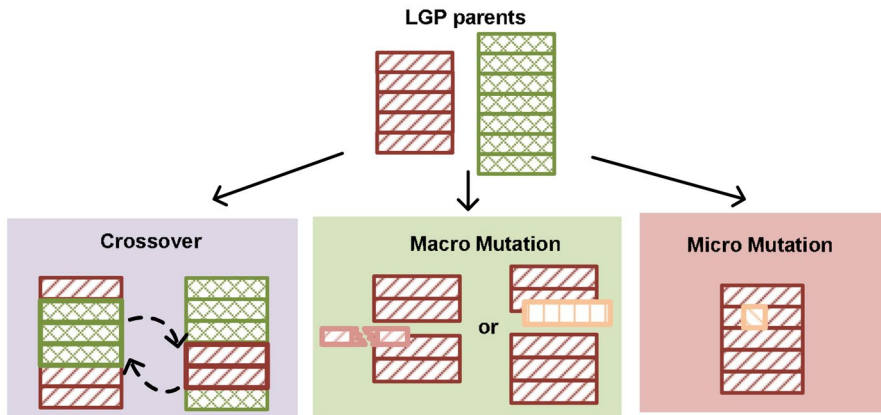 LGP parents
Crossover
Macro Mutation
or
Micro Mutation